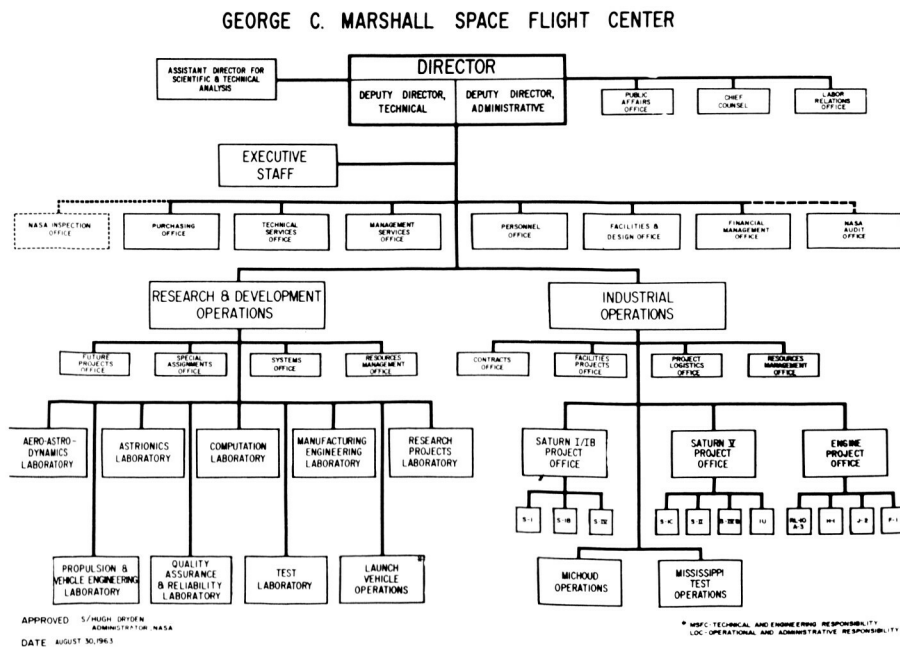 GEORGE C. MARSHALL SPACE FLIGHT CENTER
ASSISTANT DIRECTOR FOR
SCIENTIFIC & TECHNICAL
ANALYSIS
DIRECTOR
DEPUTY DIRECTOR,
TECHNICAL
DEPUTY DIRECTOR,
ADMINISTRATIVE
PUBLIC
AFFAIRS
OFFICE
CHIEF
COUNSEL
LABOR
RELATIONS
OFFICE
EXECUTIVE
STAFF
NASA INSPECTION
OFFICE
PURCHASING
OFFICE
TECHNICAL
SERVICES
OFFICE
MANAGEMENT
SERVICES OFFICE
PERSONNEL
OFFICE
FACILITIES &
DESIGN OFFICE
FINANCIAL
MANAGEMENT
OFFICE
NASA
AUDIT
OFFICE
RESEARCH & DEVELOPMENT
OPERATIONS
INDUSTRIAL
OPERATIONS
FUTURE
PROJECTS
OFFICE
SPECIAL
ASSIGNMENTS
OFFICE
SYSTEMS
OFFICE
RESOURCES
MANAGEMENT OFFICE
CONTRACTS
OFFICE
FACILITIES
PROJECTS
OFFICE
PROJECT
LOGISTICS
OFFICE
RESOURCES
MANAGEMENT
OFFICE
AERO-ASTRO-
DYNAMICS
LABORATORY
ASTRIONICS
LABORATORY
COMPUTATION
LABORATORY
MANUFACTURING
ENGINEERING
LABORATORY
RESEARCH
PROJECTS
LABORATORY
SATURN I/IB
PROJECT
OFFICE
SATURN V
PROJECT
OFFICE
ENGINE
PROJECT
OFFICE
S-I
S-IB
S-IV
S-IC
S-II
IU
RL-10
A-3
H-1
J-2
F-1
PROPULSION &
VEHICLE ENGINEERING
LABORATORY
QUALITY
ASSURANCE
& RELIABILITY
LABORATORY
TEST
LABORATORY
LAUNCH
VEHICLE
OPERATIONS
MICHOUD
OPERATIONS
MISSISSIPPI
TEST
OPERATIONS
APPROVED S/HUGH DRYDEN
ADMINISTRATOR, NASA
DATE AUGUST 30, 1963
* MSFC-TECHNICAL AND ENGINEERING RESPONSIBILITY
LOC-OPERATIONAL AND ADMINISTRATIVE RESPONSIBILITY